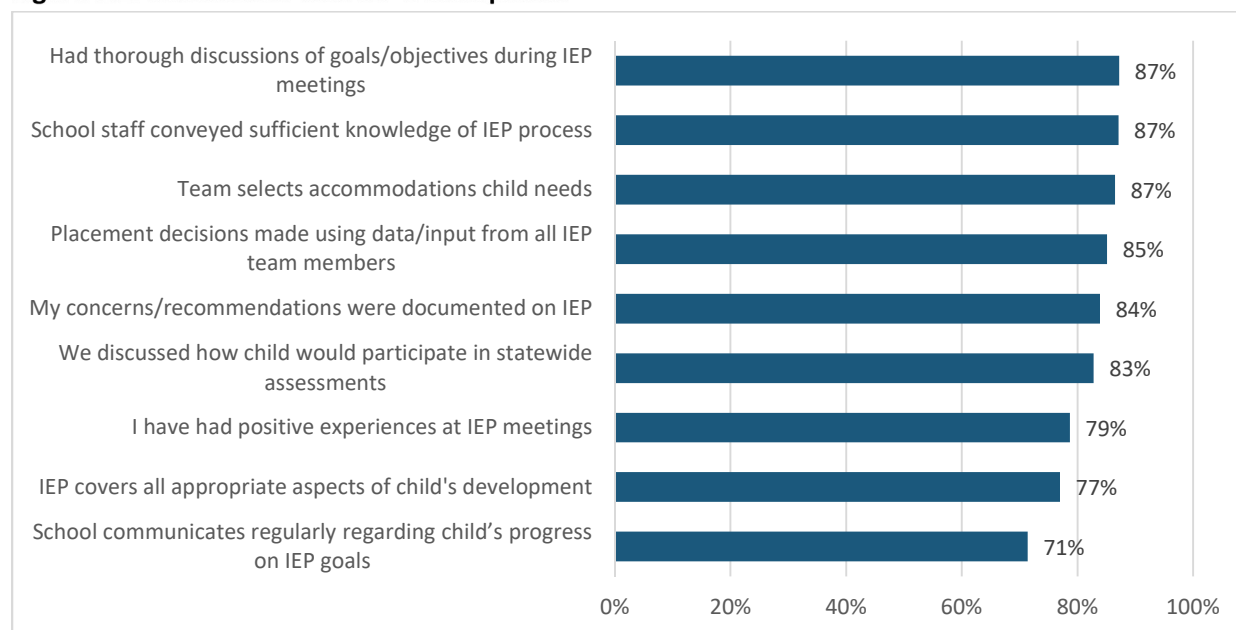 Had thorough discussions of goals/objectives during IEP
meetings
87%
School staff conveyed sufficient knowledge of IEP process
87%
Team selects accommodations child needs
87%
Placement decisions made using data/input from all IEP
team members
85%
My concerns/recommendations were documented on IEP
84%
We discussed how child would participate in statewide
assessments
83%
I have had positive experiences at IEP meetings
79%
IEP covers all appropriate aspects of child's development
77%
School communicates regularly regarding child’s progress
on IEP goals
71%
0% 20% 40% 60% 80% 100%